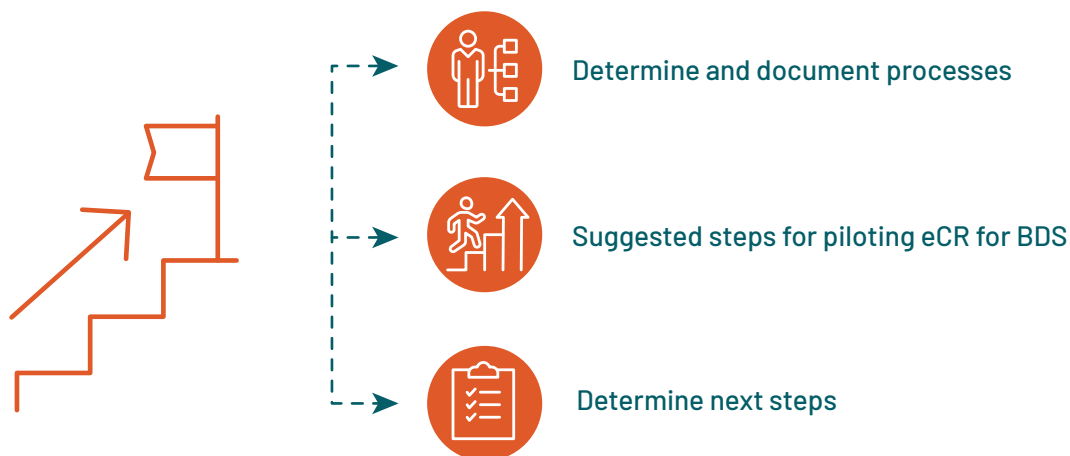 Determine and document processes
Suggested steps for piloting eCR for BDS
Determine next steps